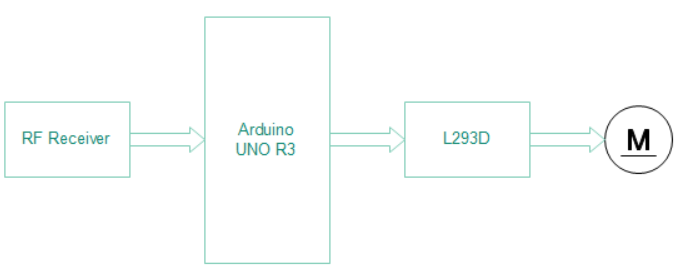 RF Receiver
Arduino
UNO R3
L293D
M